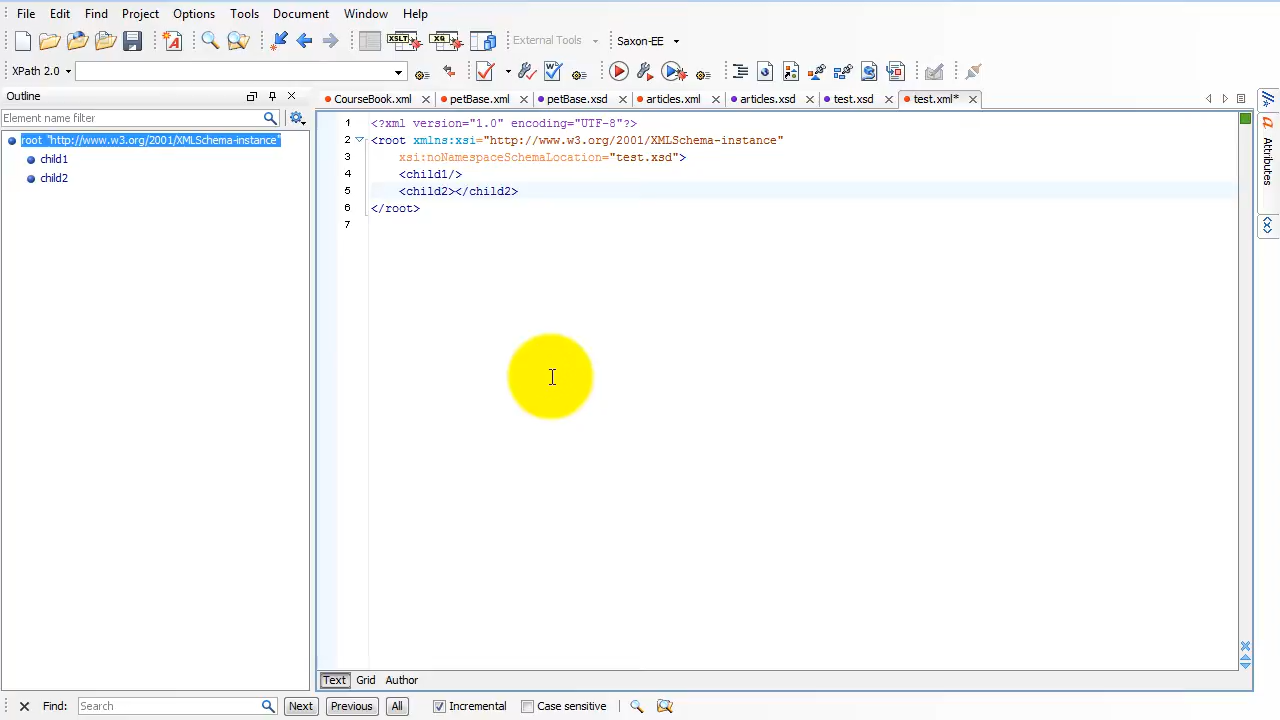 File Edit Find Project Options Tools Document Window Help
XSLT XQ External Tools Saxon-EE
XPath 2.0
Outline
CourseBook.xml petBase.xml petBase.xsd articles.xml articles.xsd test.xsd test.xml*
Element name filter
root "http://www.w3.org/2001/XMLSchema-instance"
child1
child2
1 <?xml version="1.0" encoding="UTF-8"?>
2 <root xmlns:xsi="http://www.w3.org/2001/XMLSchema-instance"
3 xsi:noNamespaceSchemaLocation="test.xsd">
4 <child1/>
5 <child2></child2>
6 </root>
7
Attributes
Text Grid Author
Find: Search Next Previous All Incremental Case sensitive